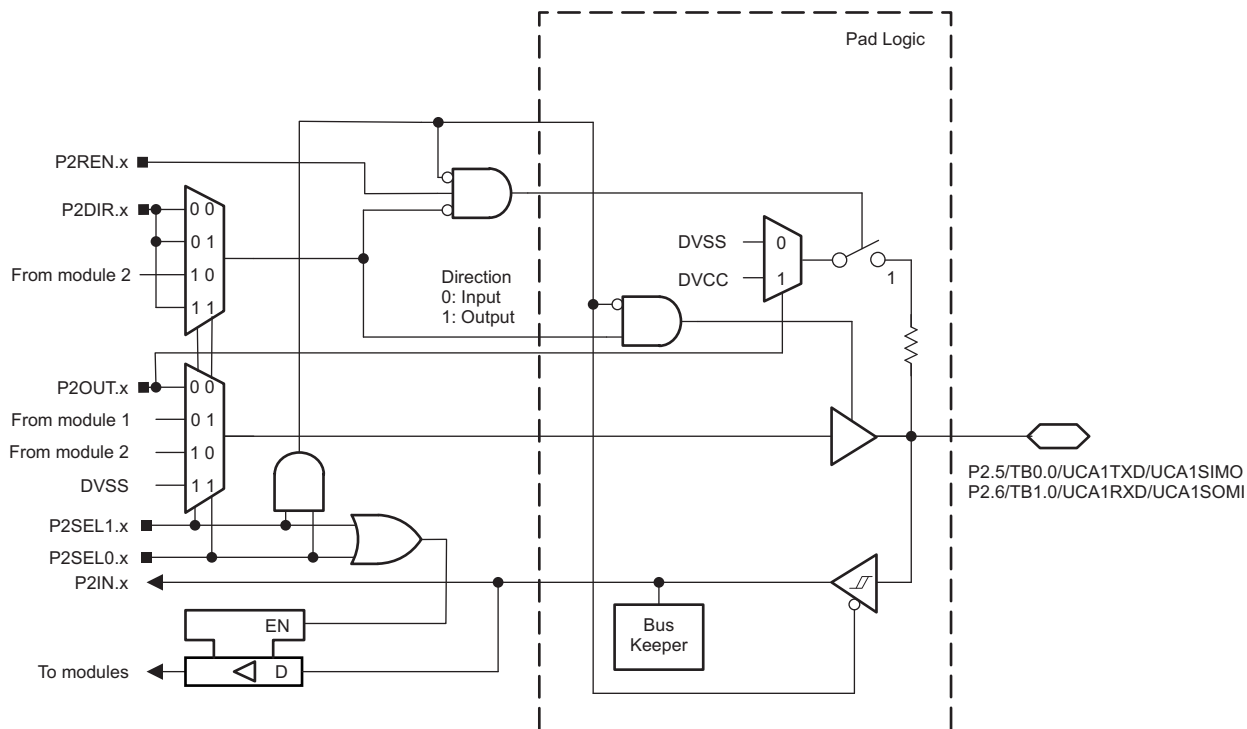 Pad Logic
P2REN.x
P2DIR.x
0 0
0 1
From module 2
1 0
1 1
Direction
0: Input
1: Output
DVSS
0
DVCC
1
1
P2OUT.x
0 0
From module 1
0 1
From module 2
1 0
DVSS
1 1
P2SEL1.x
P2SEL0.x
P2IN.x
P2.5/TB0.0/UCA1TXD/UCA1SIMO
P2.6/TB1.0/UCA1RXD/UCA1SOMI
Bus
Keeper
EN
To modules
D